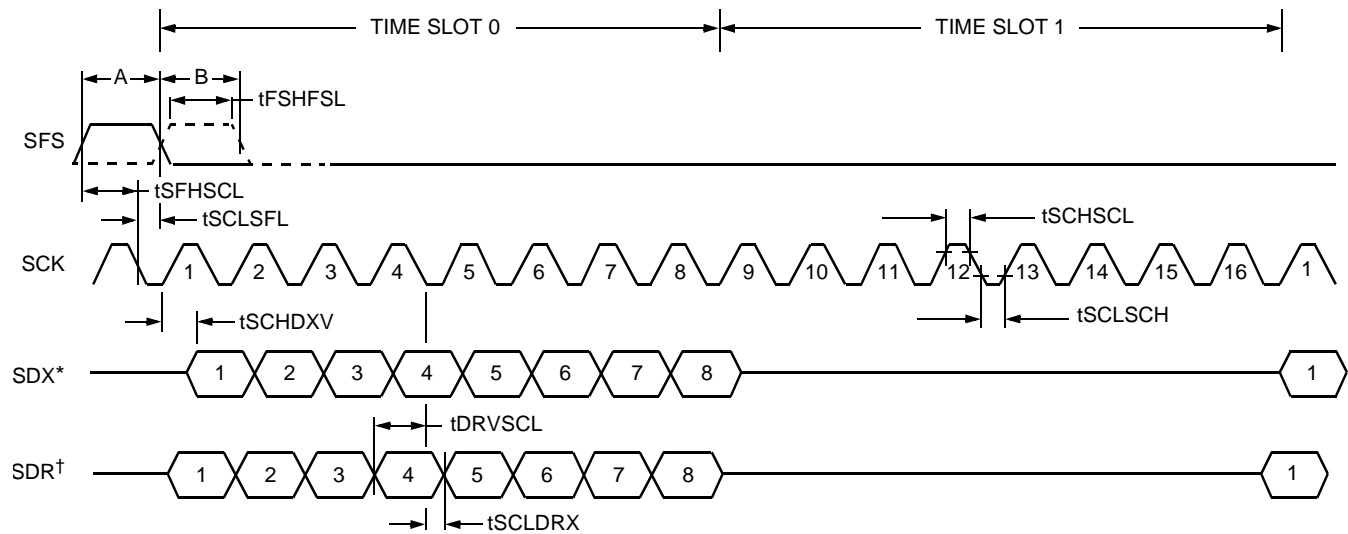 TIME SLOT 0
TIME SLOT 1
A
B
tFSHFSL
SFS
tSFHSCL
tSCLSFL
tSCHSCL
SCK
1 2 3 4 5 6 7 8 9 10 11 12 13 14 15 16 1
tSCHDXV
tSCLSCH
SDX*
1 2 3 4 5 6 7 8 1
tDRVSCL
SDR†
1 2 3 4 5 6 7 8 1
tSCLDRX